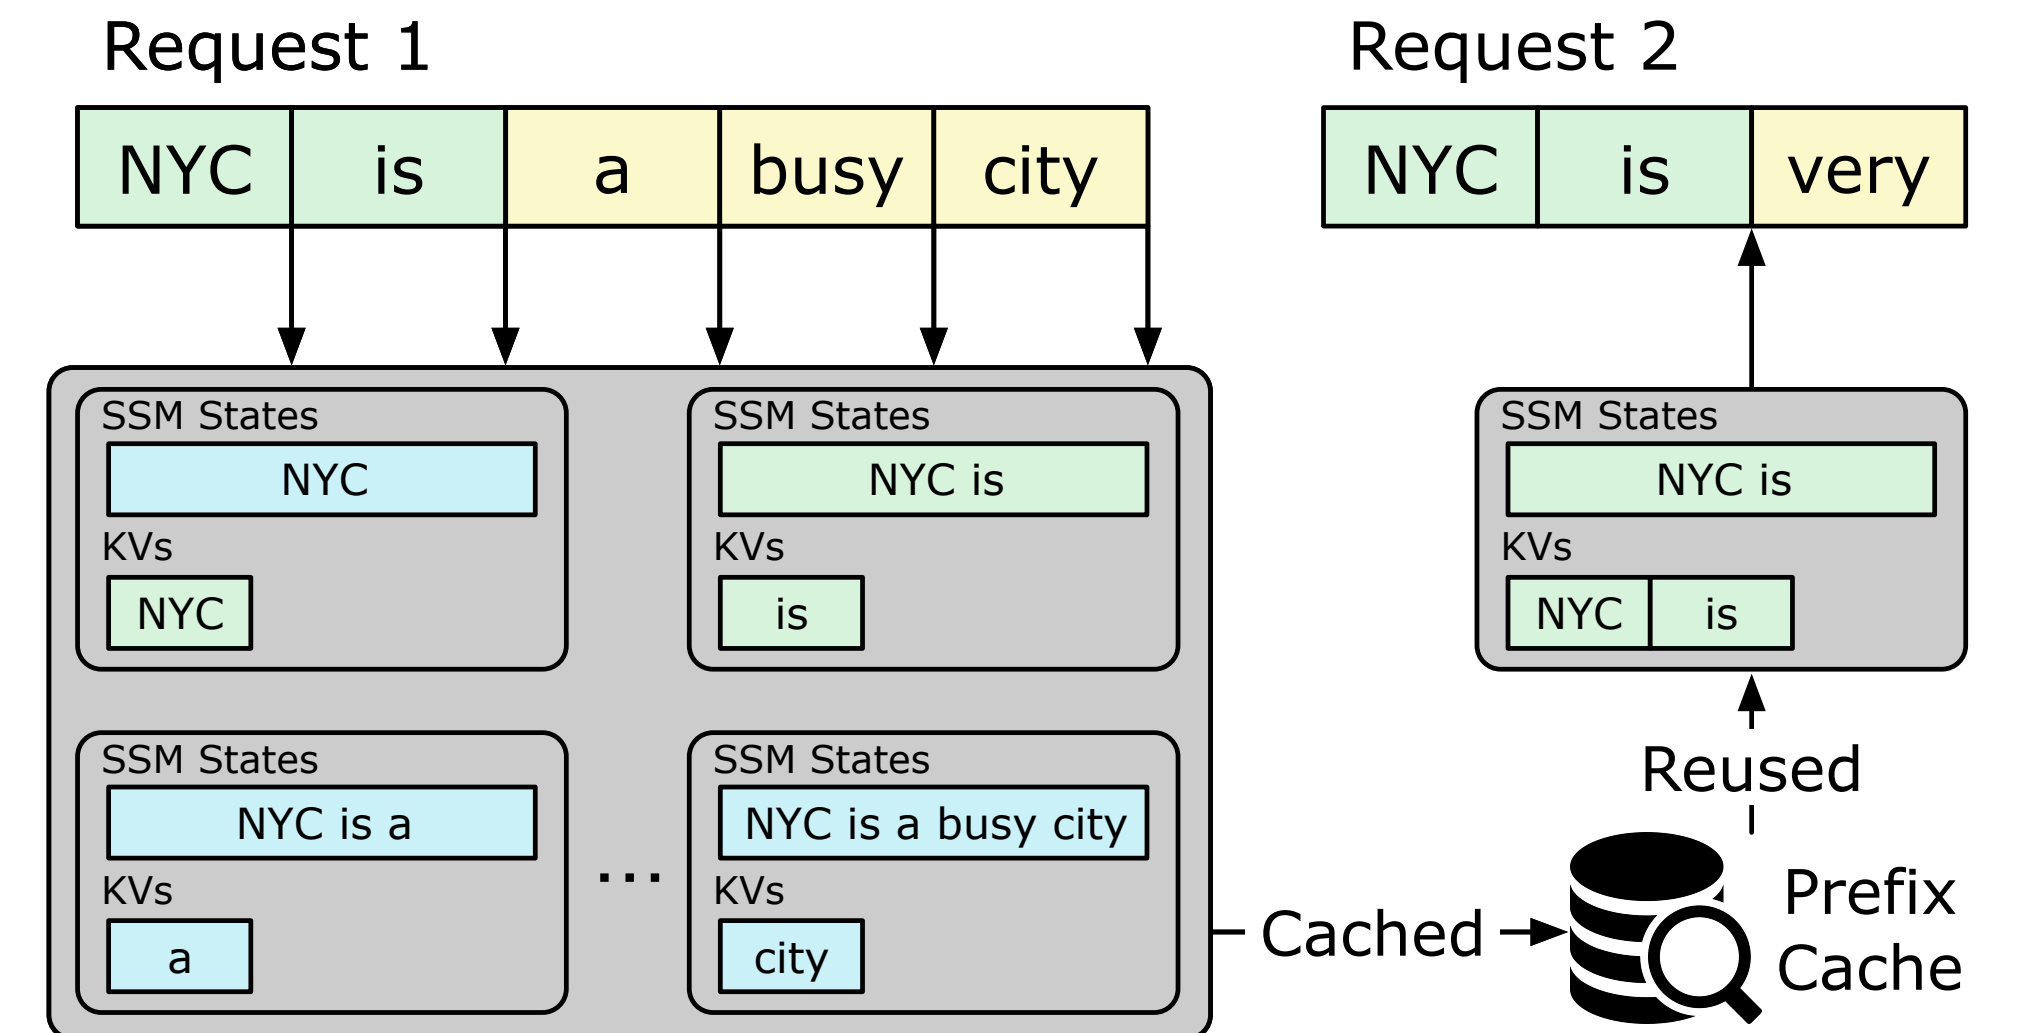 Request 1
NYC is a busy city
SSM States
NYC
KVs
NYC
SSM States
NYC is
KVs
is
SSM States
NYC is a
KVs
a
...
SSM States
NYC is a busy city
KVs
city
Cached
Request 2
NYC is very
SSM States
NYC is
KVs
NYC is
Reused
Prefix
Cache